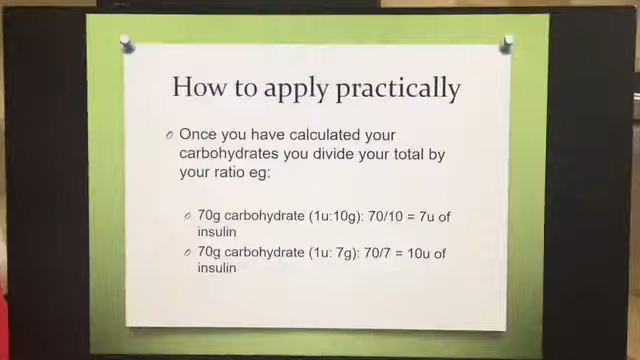 How to apply practically
Once you have calculated your
carbohydrates you divide your total by
your ratio eg:
70g carbohydrate (1u:10g): 70/10 = 7u of
insulin
70g carbohydrate (1u: 7g): 70/7 = 10u of
insulin